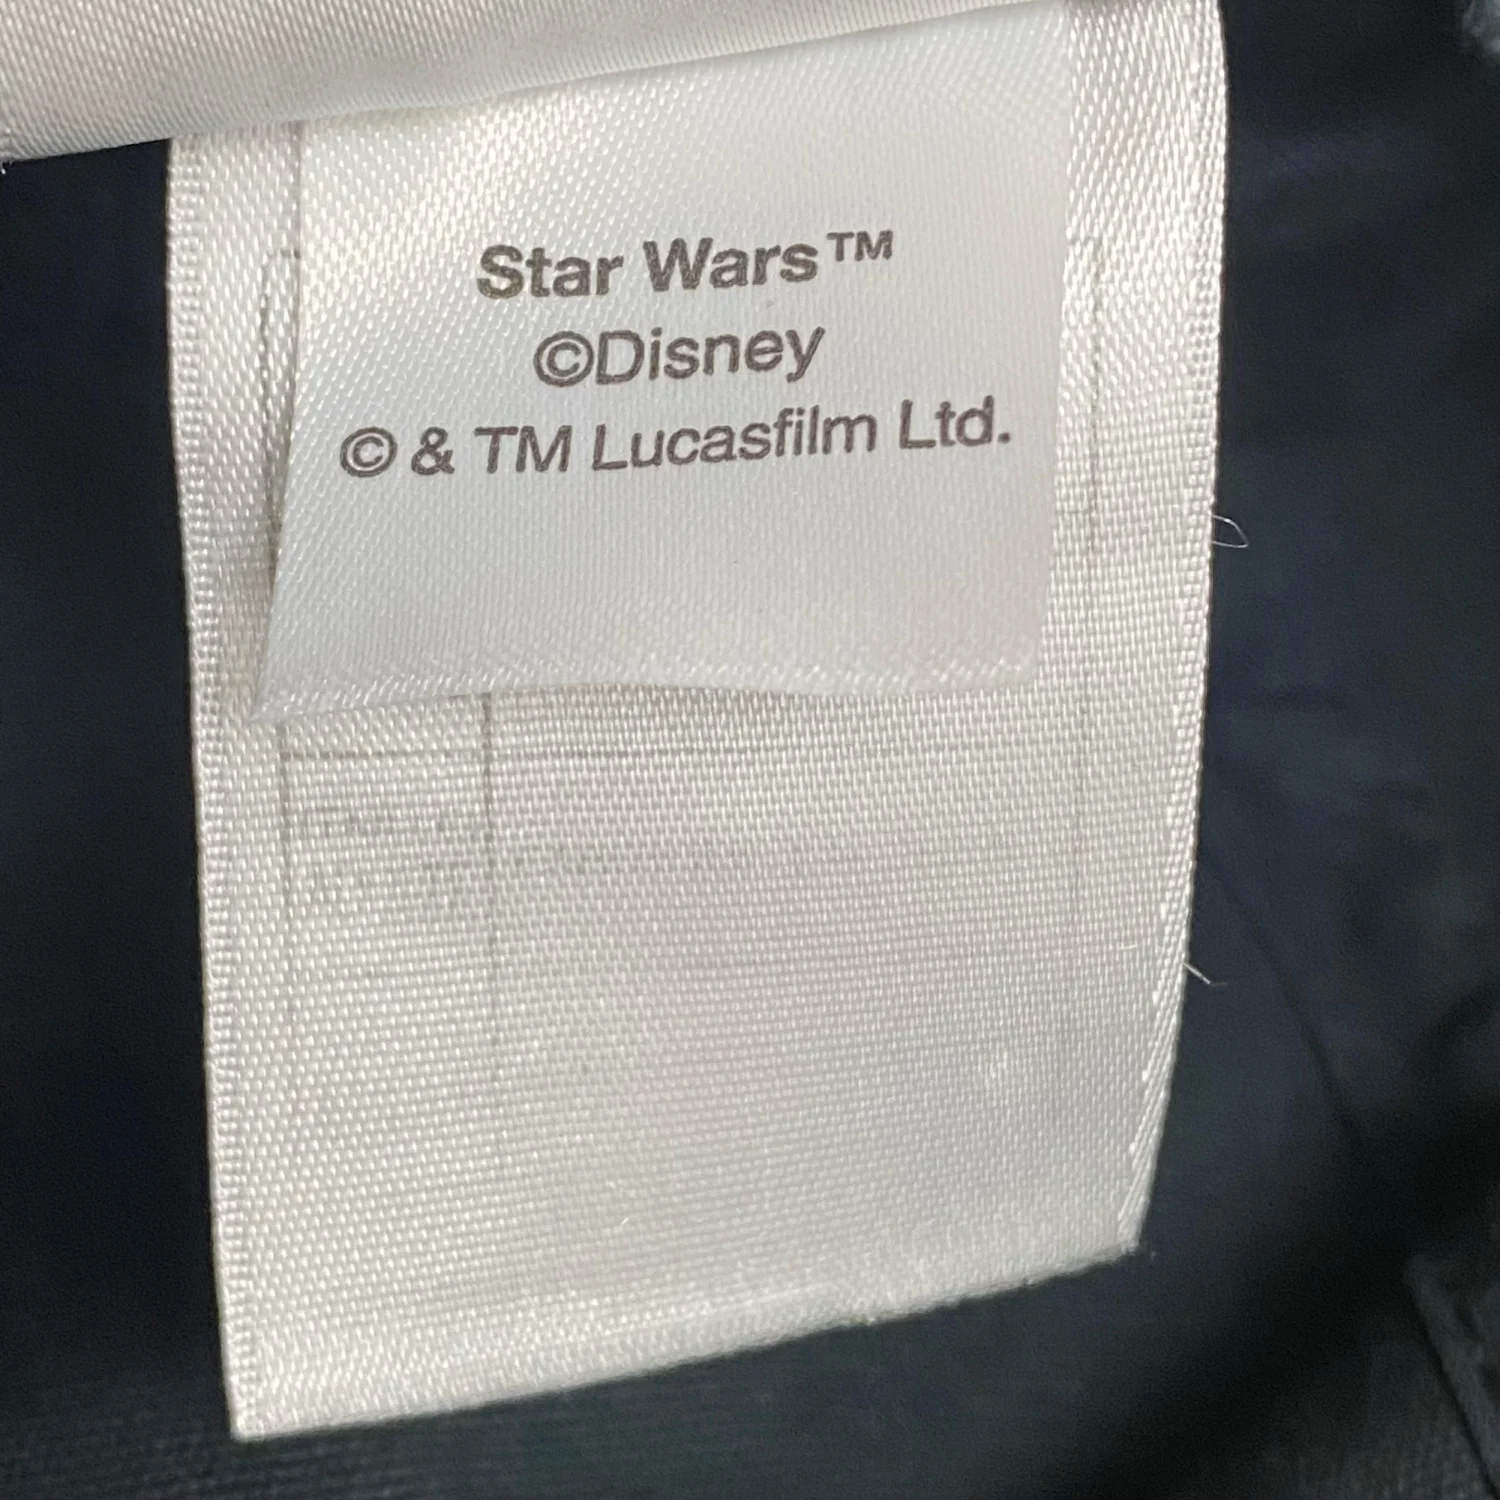 Star Wars™
©Disney
© & TM Lucasfilm Ltd.